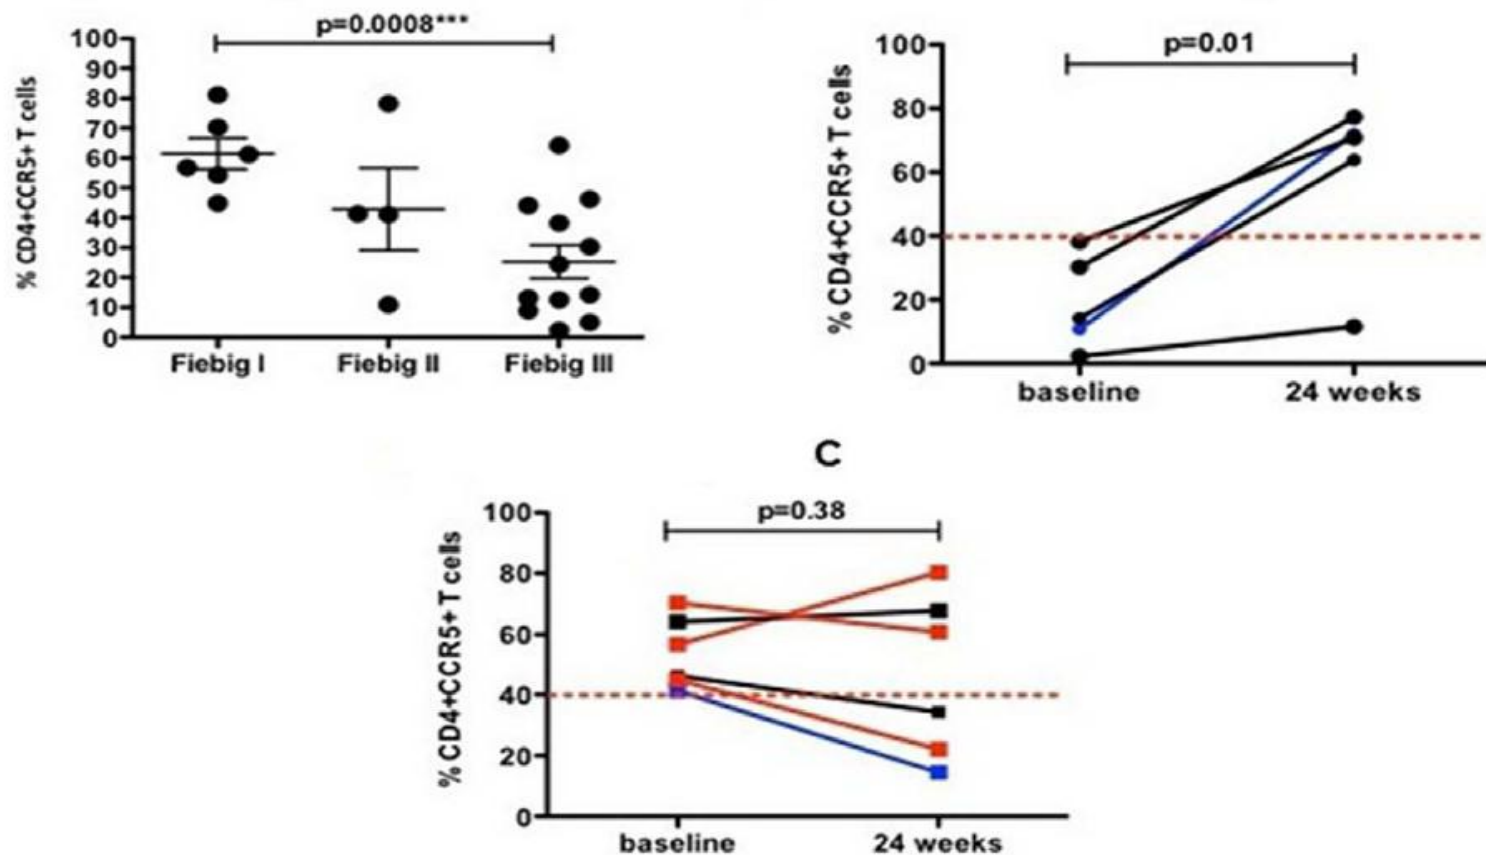 p=0.0008***
% CD4+CCR5+ T cells
100
90
80
70
60
50
40
30
20
10
0
Fiebig I
Fiebig II
Fiebig III
p=0.01
% CD4+CCR5+ T cells
100
80
60
40
20
0
baseline
24 weeks
C
p=0.38
% CD4+CCR5+ T cells
100
80
60
40
20
0
baseline
24 weeks